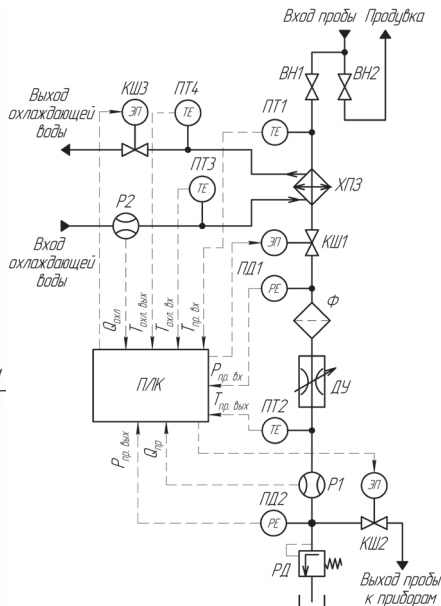 Вход пробы
Продувка
ВН1
ВН2
КШ3
ПТ4
Выход
охлаждающей
воды
ЭП
ТЕ
ПТ1
ТЕ
ПТ3
ТЕ
ХПЗ
Р2
Вход
охлаждающей
воды
ЭП
КШ1
ПД1
РЕ
Ф
Qохл
Тохл. вых
Тохл. вх
Тпр. вх
ПЛК
Рпр. вх
Тпр. вых
ДУ
ПТ2
ТЕ
Рпр. вых
Qпр
Р1
ЭП
ПД2
РЕ
КШ2
РД
Выход пробы
к приборам